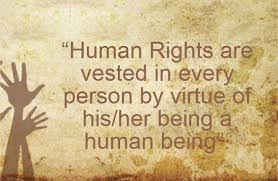 “Human Rights are
vested in every
person by virtue of
his/her being a
human being”